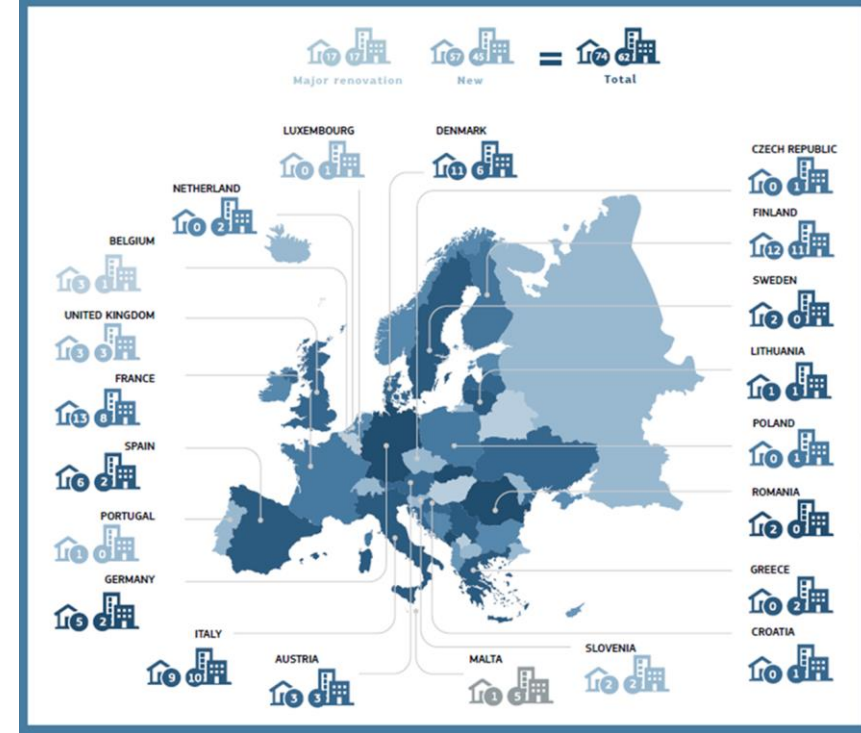 17 17 57 45 = 74 62
Major renovation New Total
LUXEMBOURG
0 1
DENMARK
11 6
CZECH REPUBLIC
0 1
NETHERLAND
0 2
FINLAND
12 11
BELGIUM
3 1
SWEDEN
2 0
UNITED KINGDOM
3 3
LITHUANIA
1 1
FRANCE
13 8
POLAND
0 1
SPAIN
6 2
ROMANIA
2 0
PORTUGAL
1 0
GREECE
0 2
GERMANY
5 2
CROATIA
0 1
ITALY
9 10
AUSTRIA
3 3
MALTA
1 5
SLOVENIA
2 2